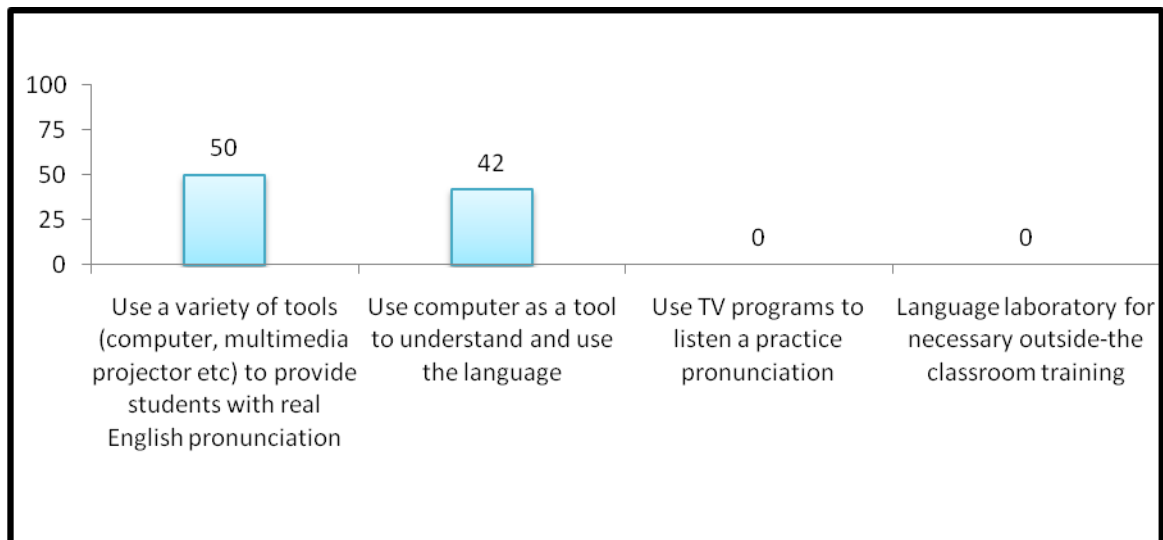 100
75
50
25
0
50
42
0
0
Use a variety of tools
(computer, multimedia
projector etc) to provide
students with real
English pronunciation
Use computer as a tool
to understand and use
the language
Use TV programs to
listen a practice
pronunciation
Language laboratory for
necessary outside-the
classroom training